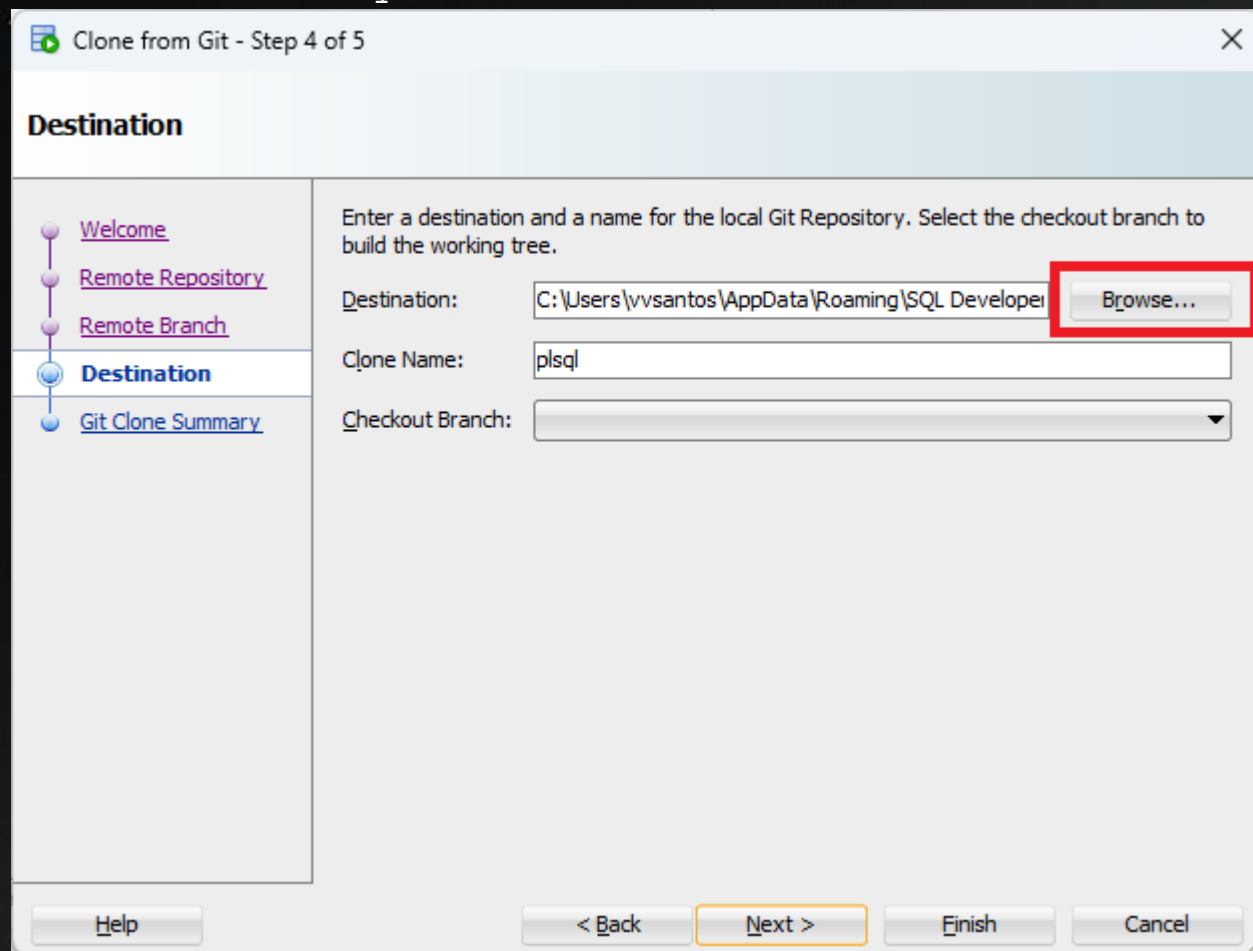 Clone from Git - Step 4 of 5
Destination
Welcome
Remote Repository
Remote Branch
Destination
Git Clone Summary
Enter a destination and a name for the local Git Repository. Select the checkout branch to
build the working tree.
Destination: C:\Users\vvsantos\AppData\Roaming\SQL Developer Browse...
Clone Name: plsql
Checkout Branch:
Help < Back Next > Finish Cancel